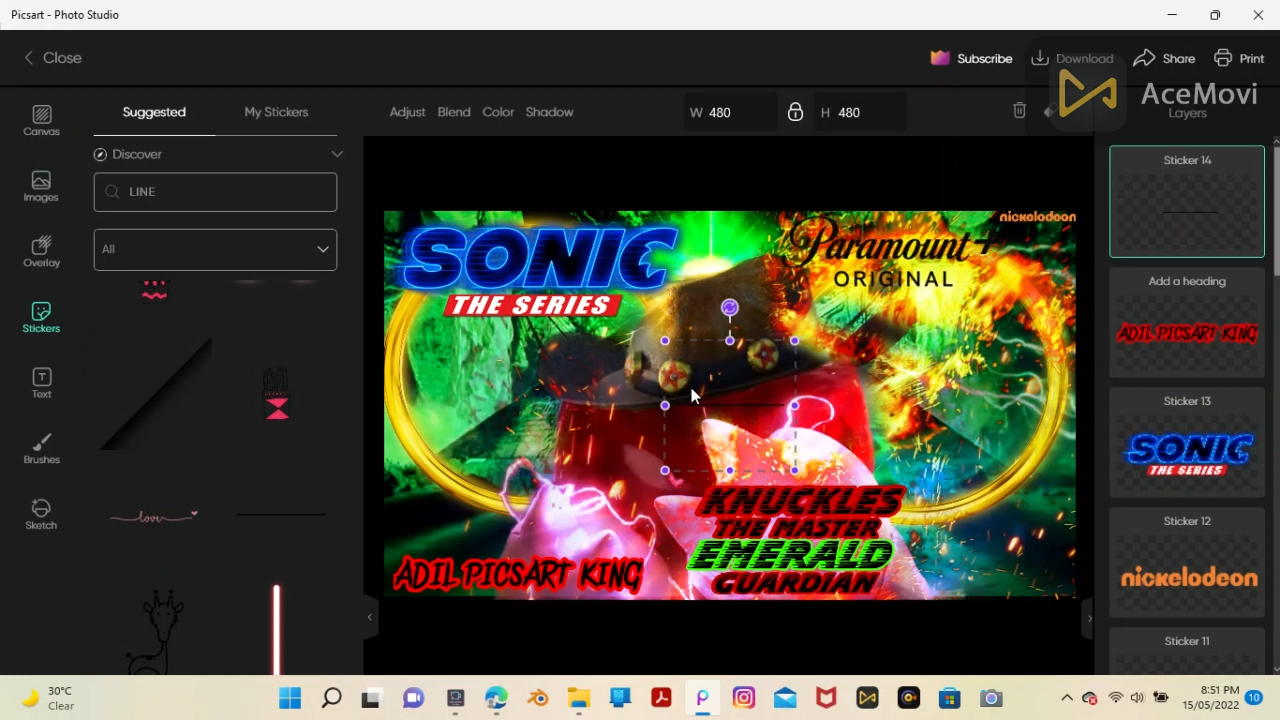 Picsart - Photo Studio
Close
Subscribe
Download
Share
Print
AceMovi
Suggested
My Stickers
Adjust
Blend
Color
Shadow
W 480
H 480
Layers
Canvas
Discover
LINE
Images
All
Overlay
Stickers
Text
Brushes
Sketch
love
nickelodeon
SONIC
THE SERIES
Paramount+
ORIGINAL
KNUCKLES
THE MASTER
EMERALD
GUARDIAN
ADIL PICSART KING
Sticker 14
Add a heading
ADIL PICSART KING
Sticker 13
SONIC
THE SERIES
Sticker 12
nickelodeon
Sticker 11
30°C
Clear
8:51 PM
15/05/2022
10